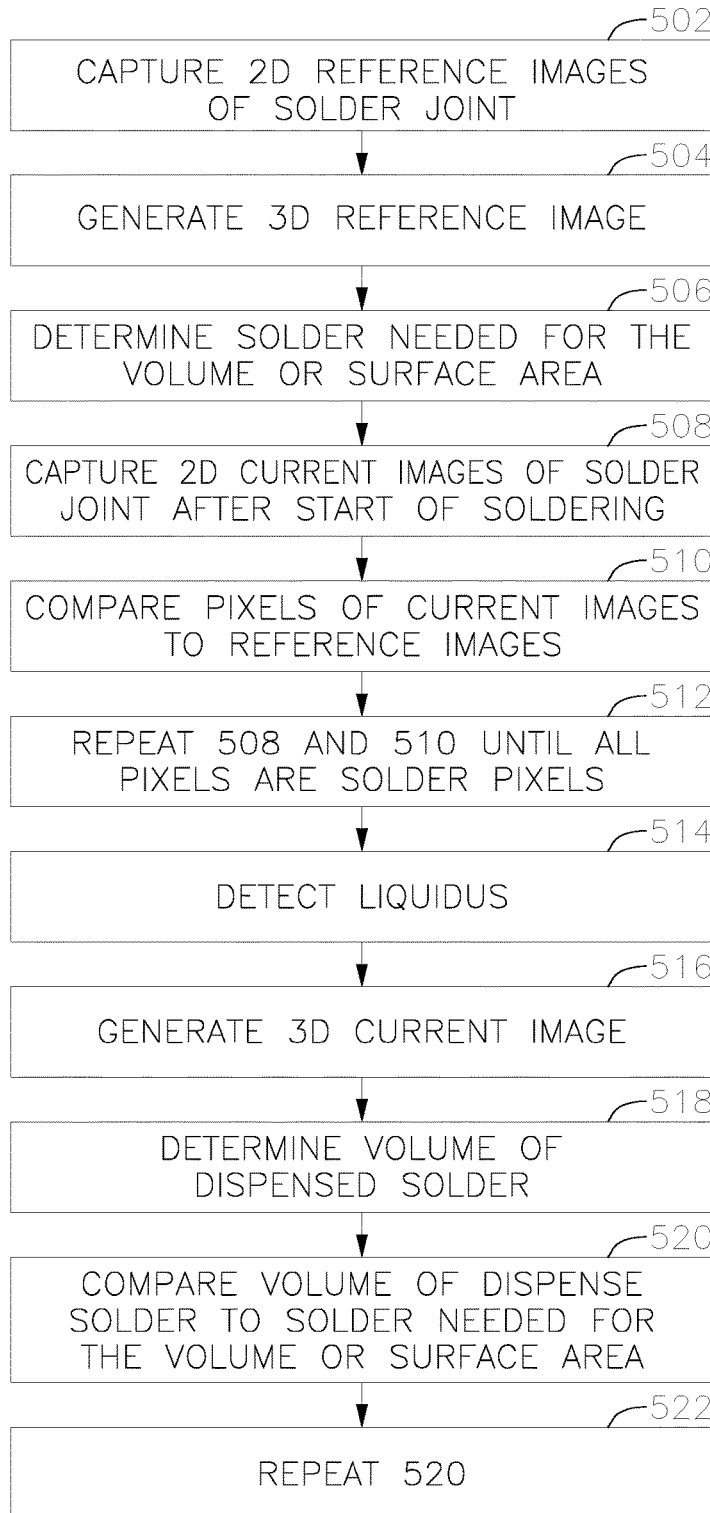 502
CAPTURE 2D REFERENCE IMAGES
OF SOLDER JOINT
504
GENERATE 3D REFERENCE IMAGE
506
DETERMINE SOLDER NEEDED FOR THE
VOLUME OR SURFACE AREA
508
CAPTURE 2D CURRENT IMAGES OF SOLDER
JOINT AFTER START OF SOLDERING
510
COMPARE PIXELS OF CURRENT IMAGES
TO REFERENCE IMAGES
512
REPEAT 508 AND 510 UNTIL ALL
PIXELS ARE SOLDER PIXELS
514
DETECT LIQUIDUS
516
GENERATE 3D CURRENT IMAGE
518
DETERMINE VOLUME OF
DISPENSED SOLDER
520
COMPARE VOLUME OF DISPENSE
SOLDER TO SOLDER NEEDED FOR
THE VOLUME OR SURFACE AREA
522
REPEAT 520